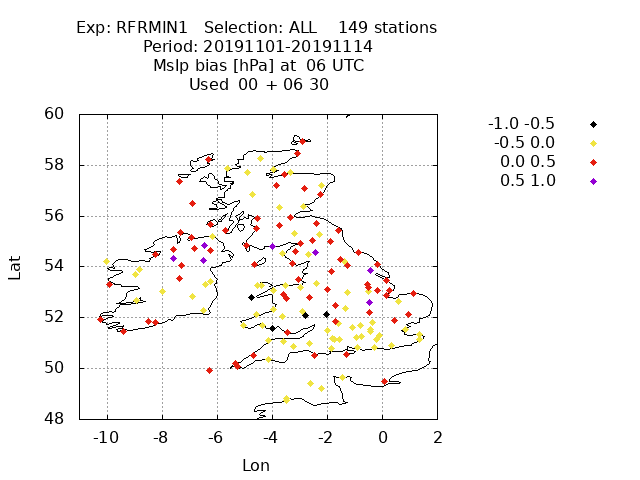 Exp: RFRMIN1 Selection: ALL 149 stations
Period: 20191101-20191114
Mslp bias [hPa] at 06 UTC
Used 00 + 06 30
-1.0 -0.5
-0.5 0.0
0.0 0.5
0.5 1.0
60
58
56
54
52
50
48
Lat
-10 -8 -6 -4 -2 0 2
Lon